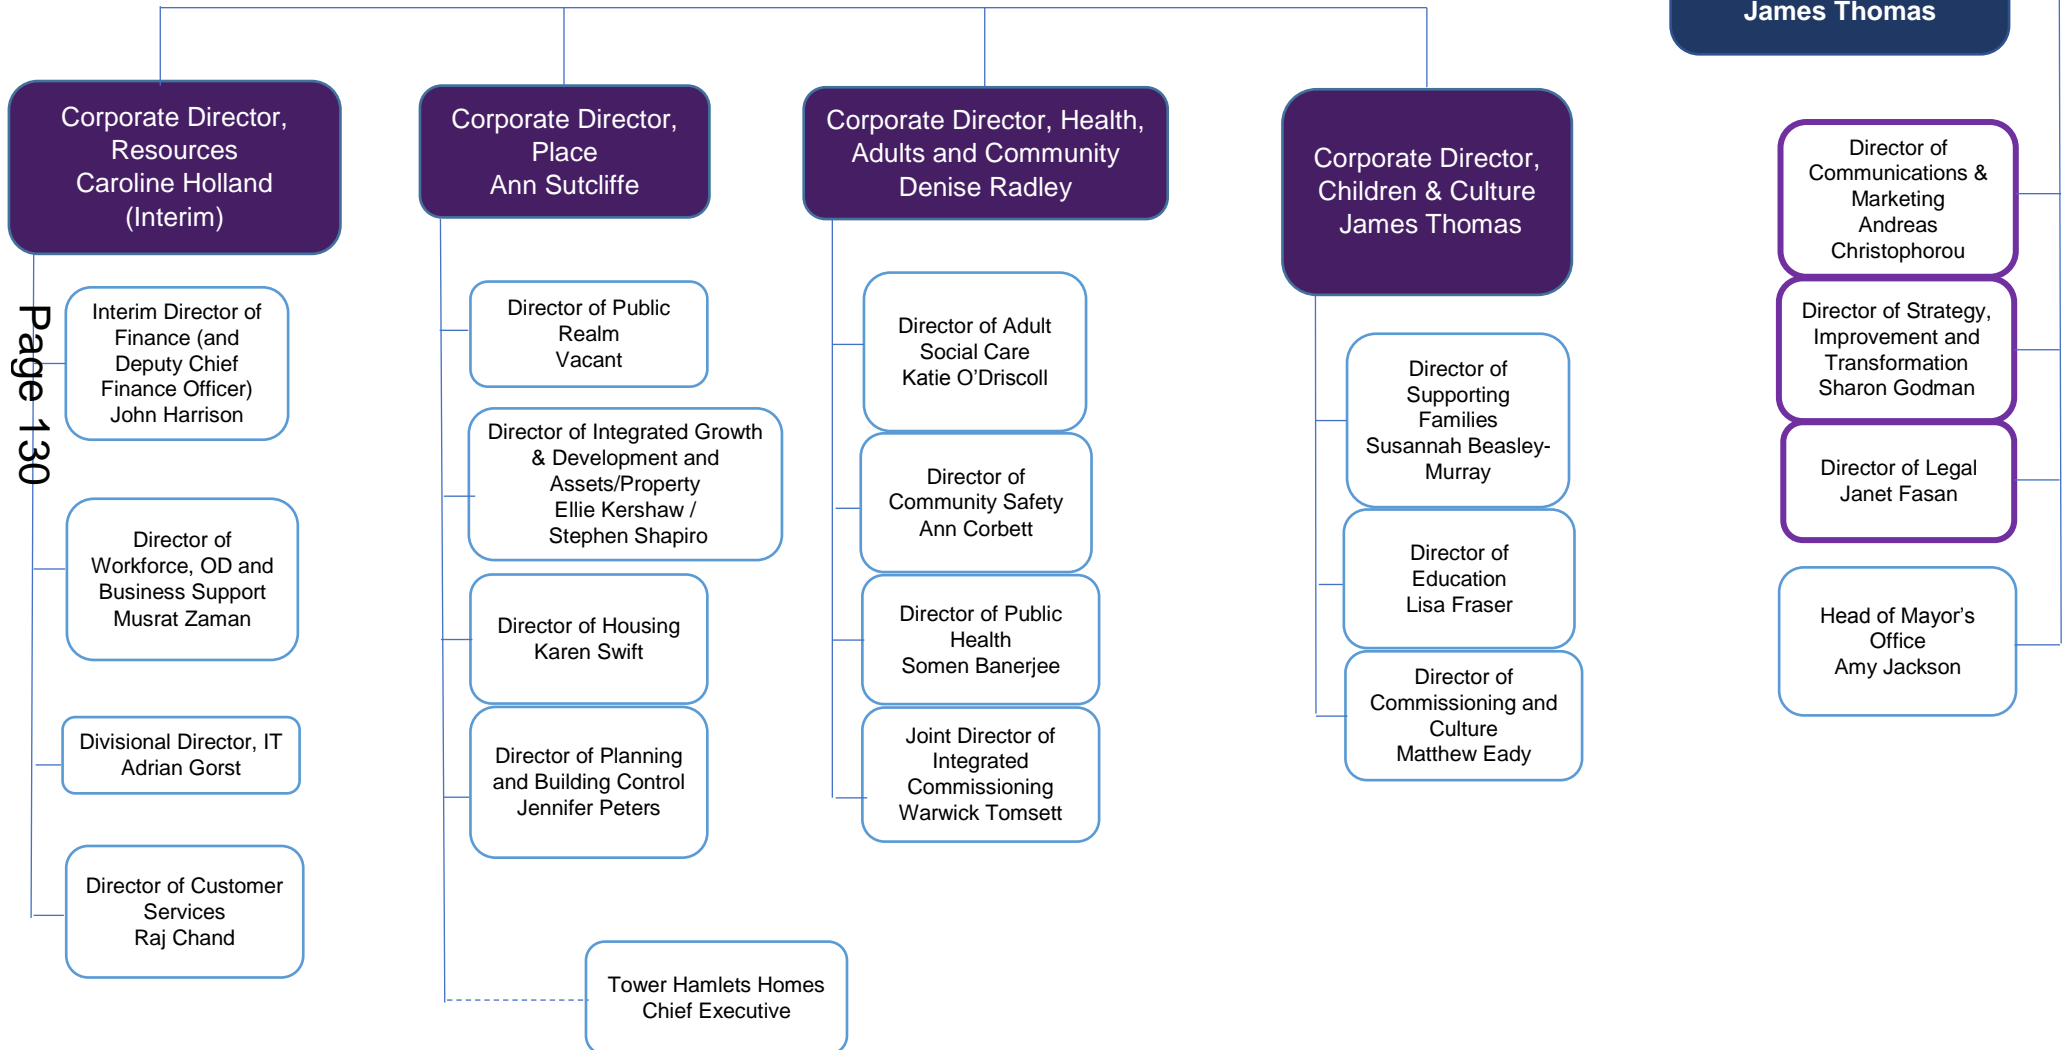 James Thomas
Corporate Director,
Resources
Caroline Holland
(Interim)
Interim Director of
Finance (and
Deputy Chief
Finance Officer)
John Harrison
Director of
Workforce, OD and
Business Support
Musrat Zaman
Divisional Director, IT
Adrian Gorst
Director of Customer
Services
Raj Chand
Corporate Director,
Place
Ann Sutcliffe
Director of Public
Realm
Vacant
Director of Integrated Growth
& Development and
Assets/Property
Ellie Kershaw /
Stephen Shapiro
Director of Housing
Karen Swift
Director of Planning
and Building Control
Jennifer Peters
Tower Hamlets Homes
Chief Executive
Corporate Director, Health,
Adults and Community
Denise Radley
Director of Adult
Social Care
Katie O’Driscoll
Director of
Community Safety
Ann Corbett
Director of Public
Health
Somen Banerjee
Joint Director of
Integrated
Commissioning
Warwick Tomsett
Corporate Director,
Children & Culture
James Thomas
Director of
Supporting
Families
Susannah Beasley-
Murray
Director of
Education
Lisa Fraser
Director of
Commissioning and
Culture
Matthew Eady
Director of
Communications &
Marketing
Andreas
Christophorou
Director of Strategy,
Improvement and
Transformation
Sharon Godman
Director of Legal
Janet Fasan
Head of Mayor’s
Office
Amy Jackson
Page 130